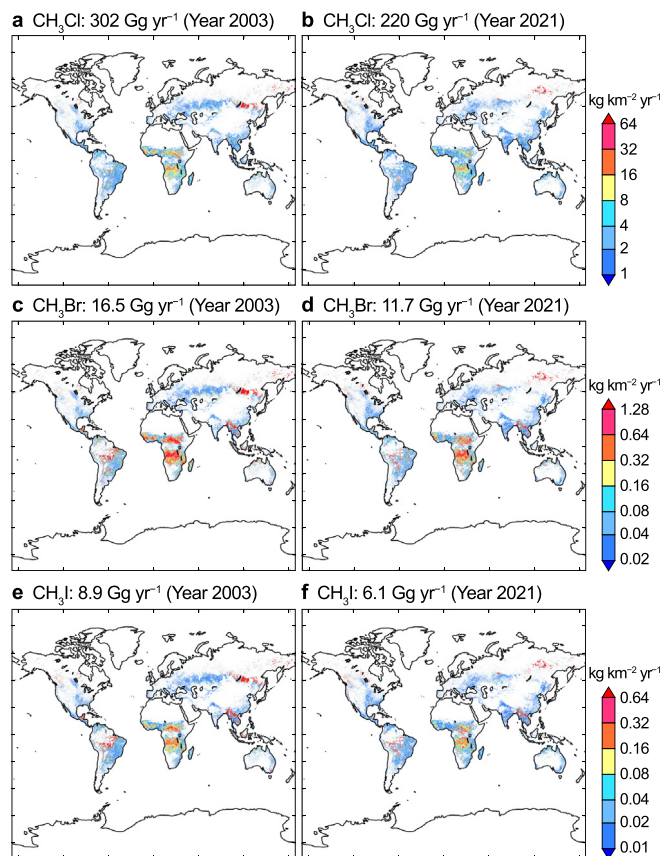 a CH₃Cl: 302 Gg yr⁻¹ (Year 2003)
b CH₃Cl: 220 Gg yr⁻¹ (Year 2021)
kg km⁻² yr⁻¹
64
32
16
8
4
2
1
c CH₃Br: 16.5 Gg yr⁻¹ (Year 2003)
d CH₃Br: 11.7 Gg yr⁻¹ (Year 2021)
kg km⁻² yr⁻¹
1.28
0.64
0.32
0.16
0.08
0.04
0.02
e CH₃I: 8.9 Gg yr⁻¹ (Year 2003)
f CH₃I: 6.1 Gg yr⁻¹ (Year 2021)
kg km⁻² yr⁻¹
0.64
0.32
0.16
0.08
0.04
0.02
0.01